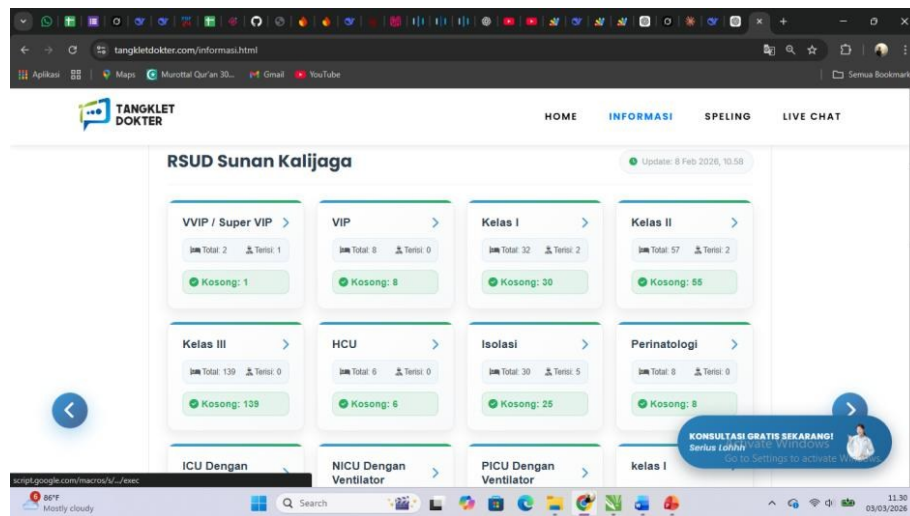 tangkletdokter.com/informasi.html
Aplikasi Maps Murottal Qur'an 30... Gmail YouTube Semua Bookmark
TANGKLET
DOKTER
HOME INFORMASI SPELING LIVE CHAT
RSUD Sunan Kalijaga
Update: 8 Feb 2026, 10.58
VVIP / Super VIP VIP Kelas I Kelas II
Total: 2 Terisi: 1 Total: 8 Terisi: 0 Total: 32 Terisi: 2 Total: 57 Terisi: 2
Kosong: 1 Kosong: 8 Kosong: 30 Kosong: 55
Kelas III HCU Isolasi Perinatologi
Total: 139 Terisi: 0 Total: 6 Terisi: 0 Total: 30 Terisi: 5 Total: 8 Terisi: 0
Kosong: 139 Kosong: 6 Kosong: 25 Kosong: 8
KONSULTASI GRATIS SEKARANG!
Serius Lohhh
Activate Windows
Go to Settings to activate Windows.
ICU Dengan NICU Dengan PICU Dengan kelas I
Ventilator Ventilator
script.google.com/macros/s/.../exec
86°F
Mostly cloudy
Search
11.30
03/03/2026